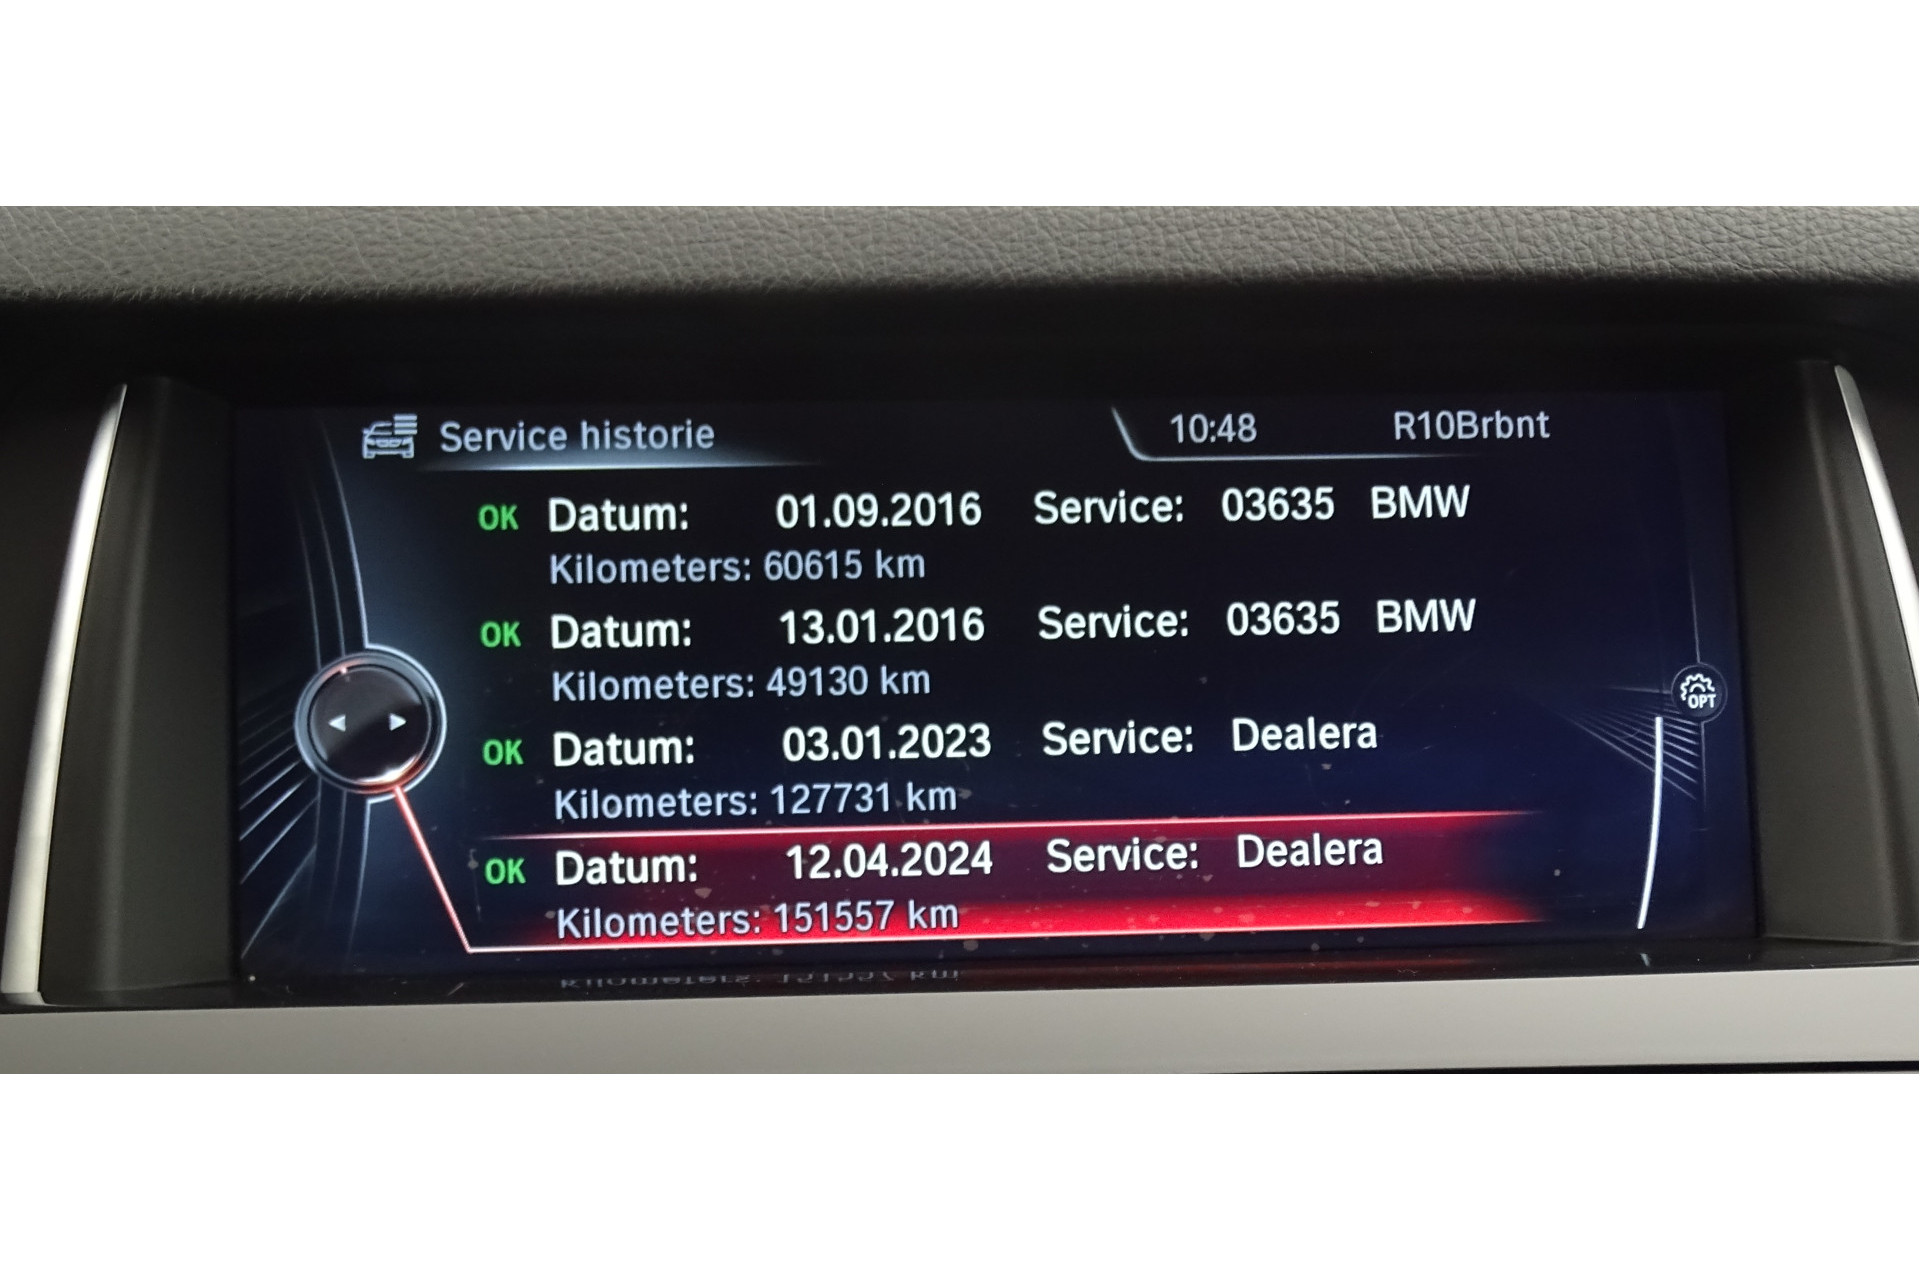 Service historie 10:48 R10Brbnt
OK Datum: 01.09.2016 Service: 03635 BMW
Kilometers: 60615 km
OK Datum: 13.01.2016 Service: 03635 BMW
Kilometers: 49130 km
OK Datum: 03.01.2023 Service: Dealera
Kilometers: 127731 km
OPT
OK Datum: 12.04.2024 Service: Dealera
Kilometers: 151557 km